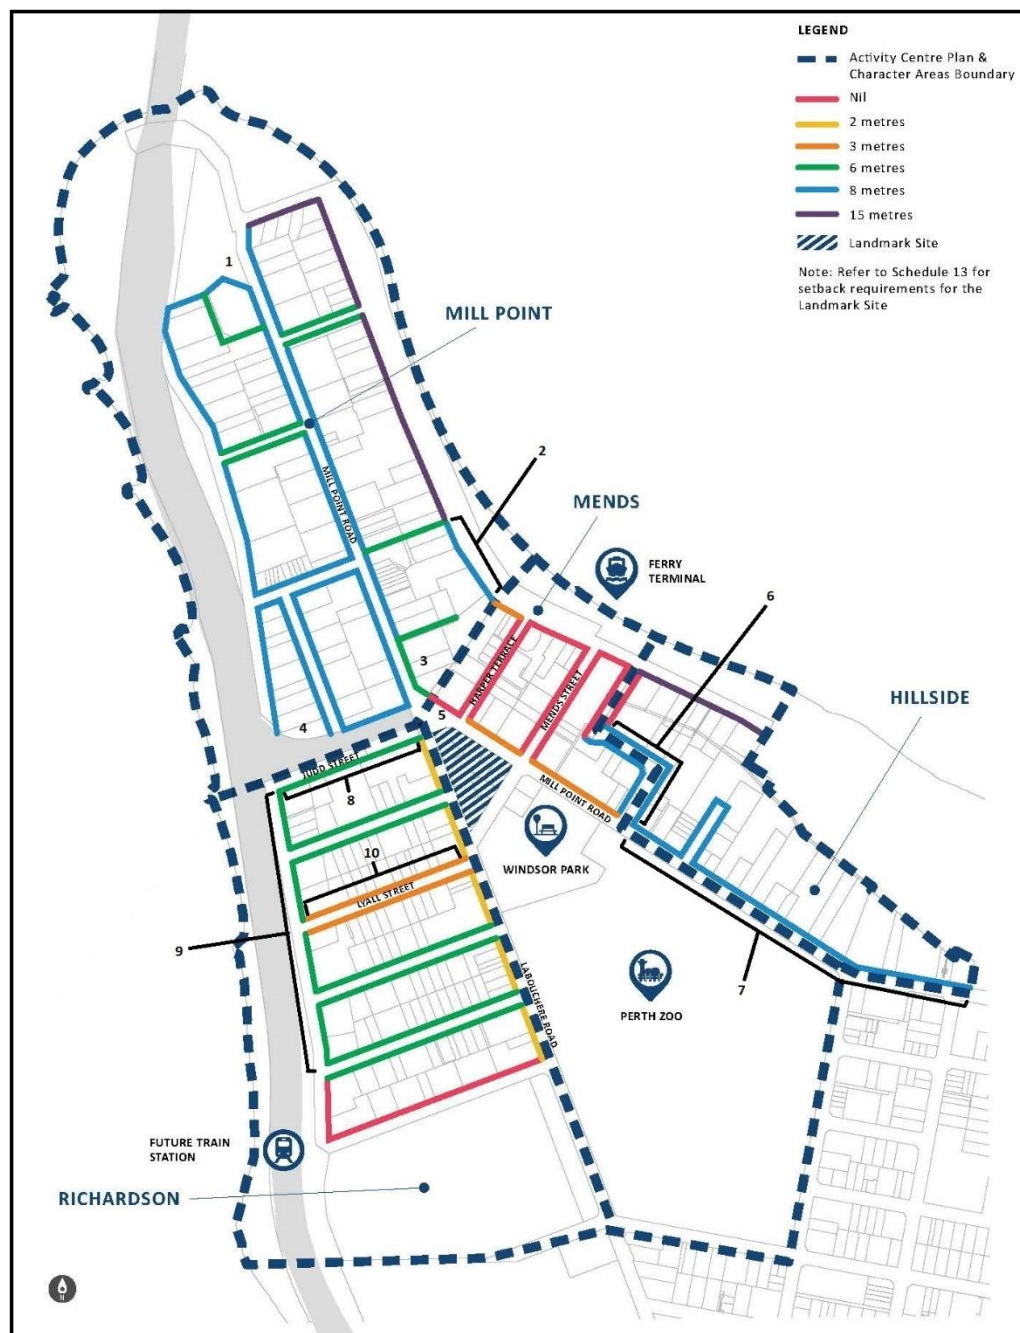 LEGEND
Activity Centre Plan &
Character Areas Boundary
Nil
2 metres
3 metres
6 metres
8 metres
15 metres
Landmark Site
Note: Refer to Schedule 13 for
setback requirements for the
Landmark Site
1
MILL POINT
2
MENDS
MILL POINT ROAD
FERRY
TERMINAL
6
HARPER TERRACE
3
MENDS STREET
HILLSIDE
5
4
JUDD STREET
8
MILL POINT ROAD
10
WINDSOR PARK
LYALL STREET
9
7
LABOUCHERE ROAD
PERTH ZOO
FUTURE TRAIN
STATION
RICHARDSON
N